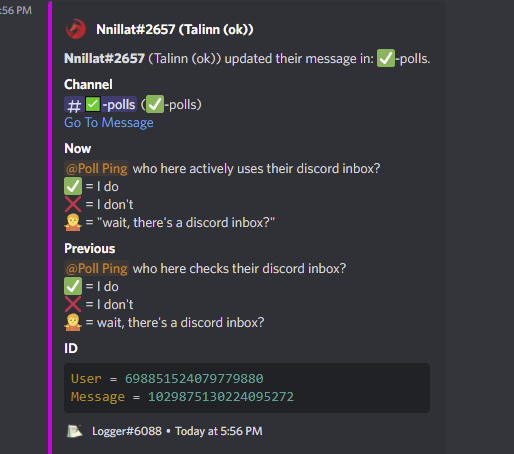 :56 PM
Nnillat#2657 (Talinn (ok))
Nnillat#2657 (Talinn (ok)) updated their message in: ✅-polls.
Channel
# ✅-polls (✅-polls)
Go To Message
Now
@Poll Ping who here actively uses their discord inbox?
✅ = I do
❌ = I don't
🤷 = "wait, there's a discord inbox?"
Previous
@Poll Ping who here checks their discord inbox?
✅ = I do
❌ = I don't
🤷 = wait, there's a discord inbox?
ID
User = 698851524079779880
Message = 1029875130224095272
Logger#6088 • Today at 5:56 PM